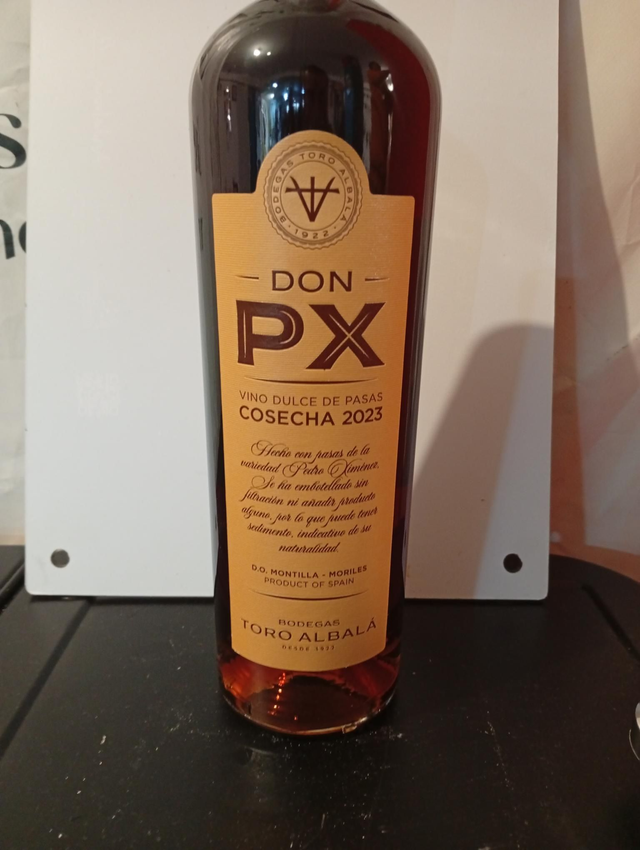 BODEGAS TORO ALBALÁ
1922
DON
PX
VINO DULCE DE PASAS
COSECHA 2023
Hecho con pasas de la
variedad Pedro Ximénez.
Se ha embotellado sin
filtración ni añadir producto
alguno, por lo que puede tener
sedimento, indicativo de su
naturalidad.
D.O. MONTILLA - MORILES
PRODUCT OF SPAIN
BODEGAS
TORO ALBALÁ
DESDE 1922